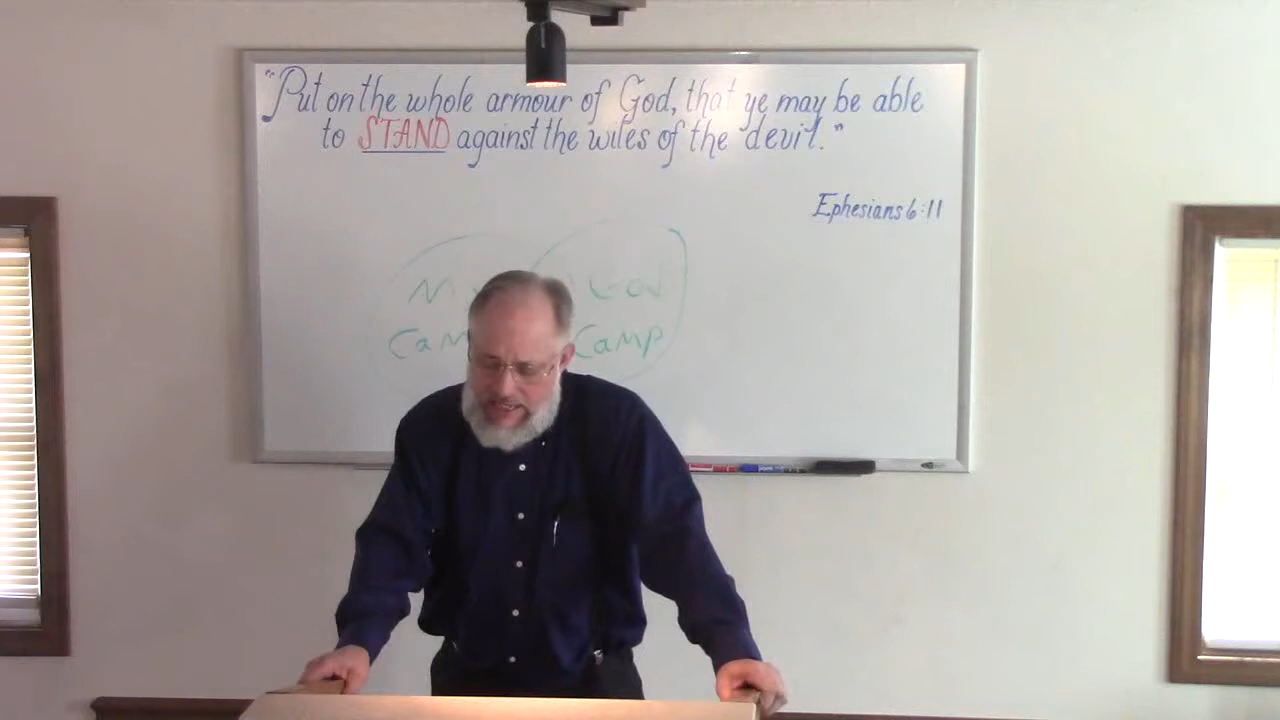 "Put on the whole armour of God, that ye may be able
to STAND against the wiles of the devil."
Ephesians 6:11
God
Camp